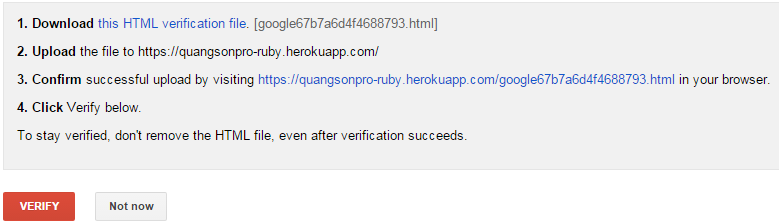 1. Download this HTML verification file. [google67b7a6d4f4688793.html]
2. Upload the file to https://quangsonpro-ruby.herokuapp.com/
3. Confirm successful upload by visiting https://quangsonpro-ruby.herokuapp.com/google67b7a6d4f4688793.html in your browser.
4. Click Verify below.
To stay verified, don't remove the HTML file, even after verification succeeds.
VERIFY Not now